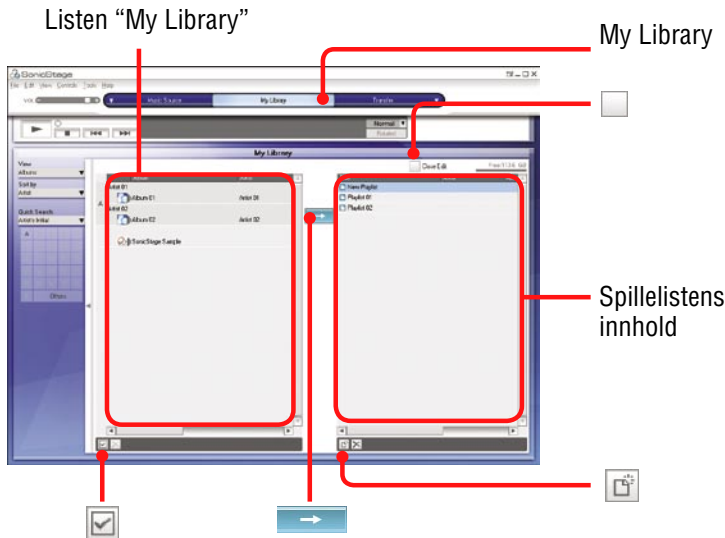 Listen “My Library”
My Library
SonicStage
File Edit View Controls Tools Help
VOL
Music Source My Library Transfer
Normal
My Library
Close Edit
View
Albums
Sort by
Artist
Quick Search
Artist's Initial
A
Others
Artist 01
Album 01 Artist 01
Artist 02
Album 02 Artist 02
SonicStage Sample
New Playlist
Playlist 01
Playlist 02
Spillelistens
innhold